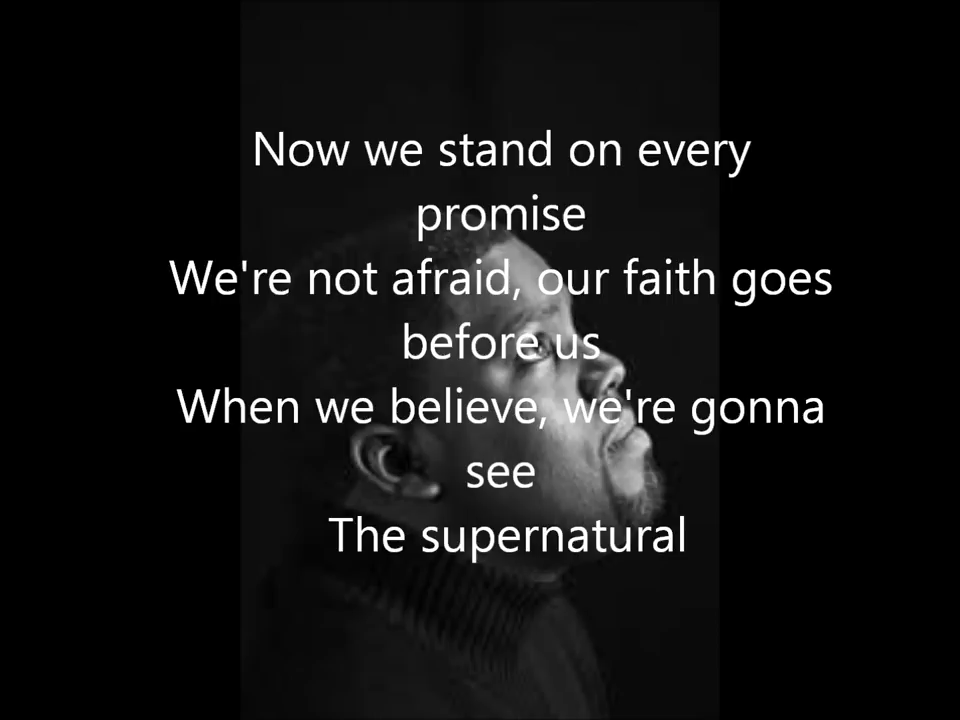 Now we stand on every
promise
We're not afraid, our faith goes
before us
When we believe, we're gonna
see
The supernatural